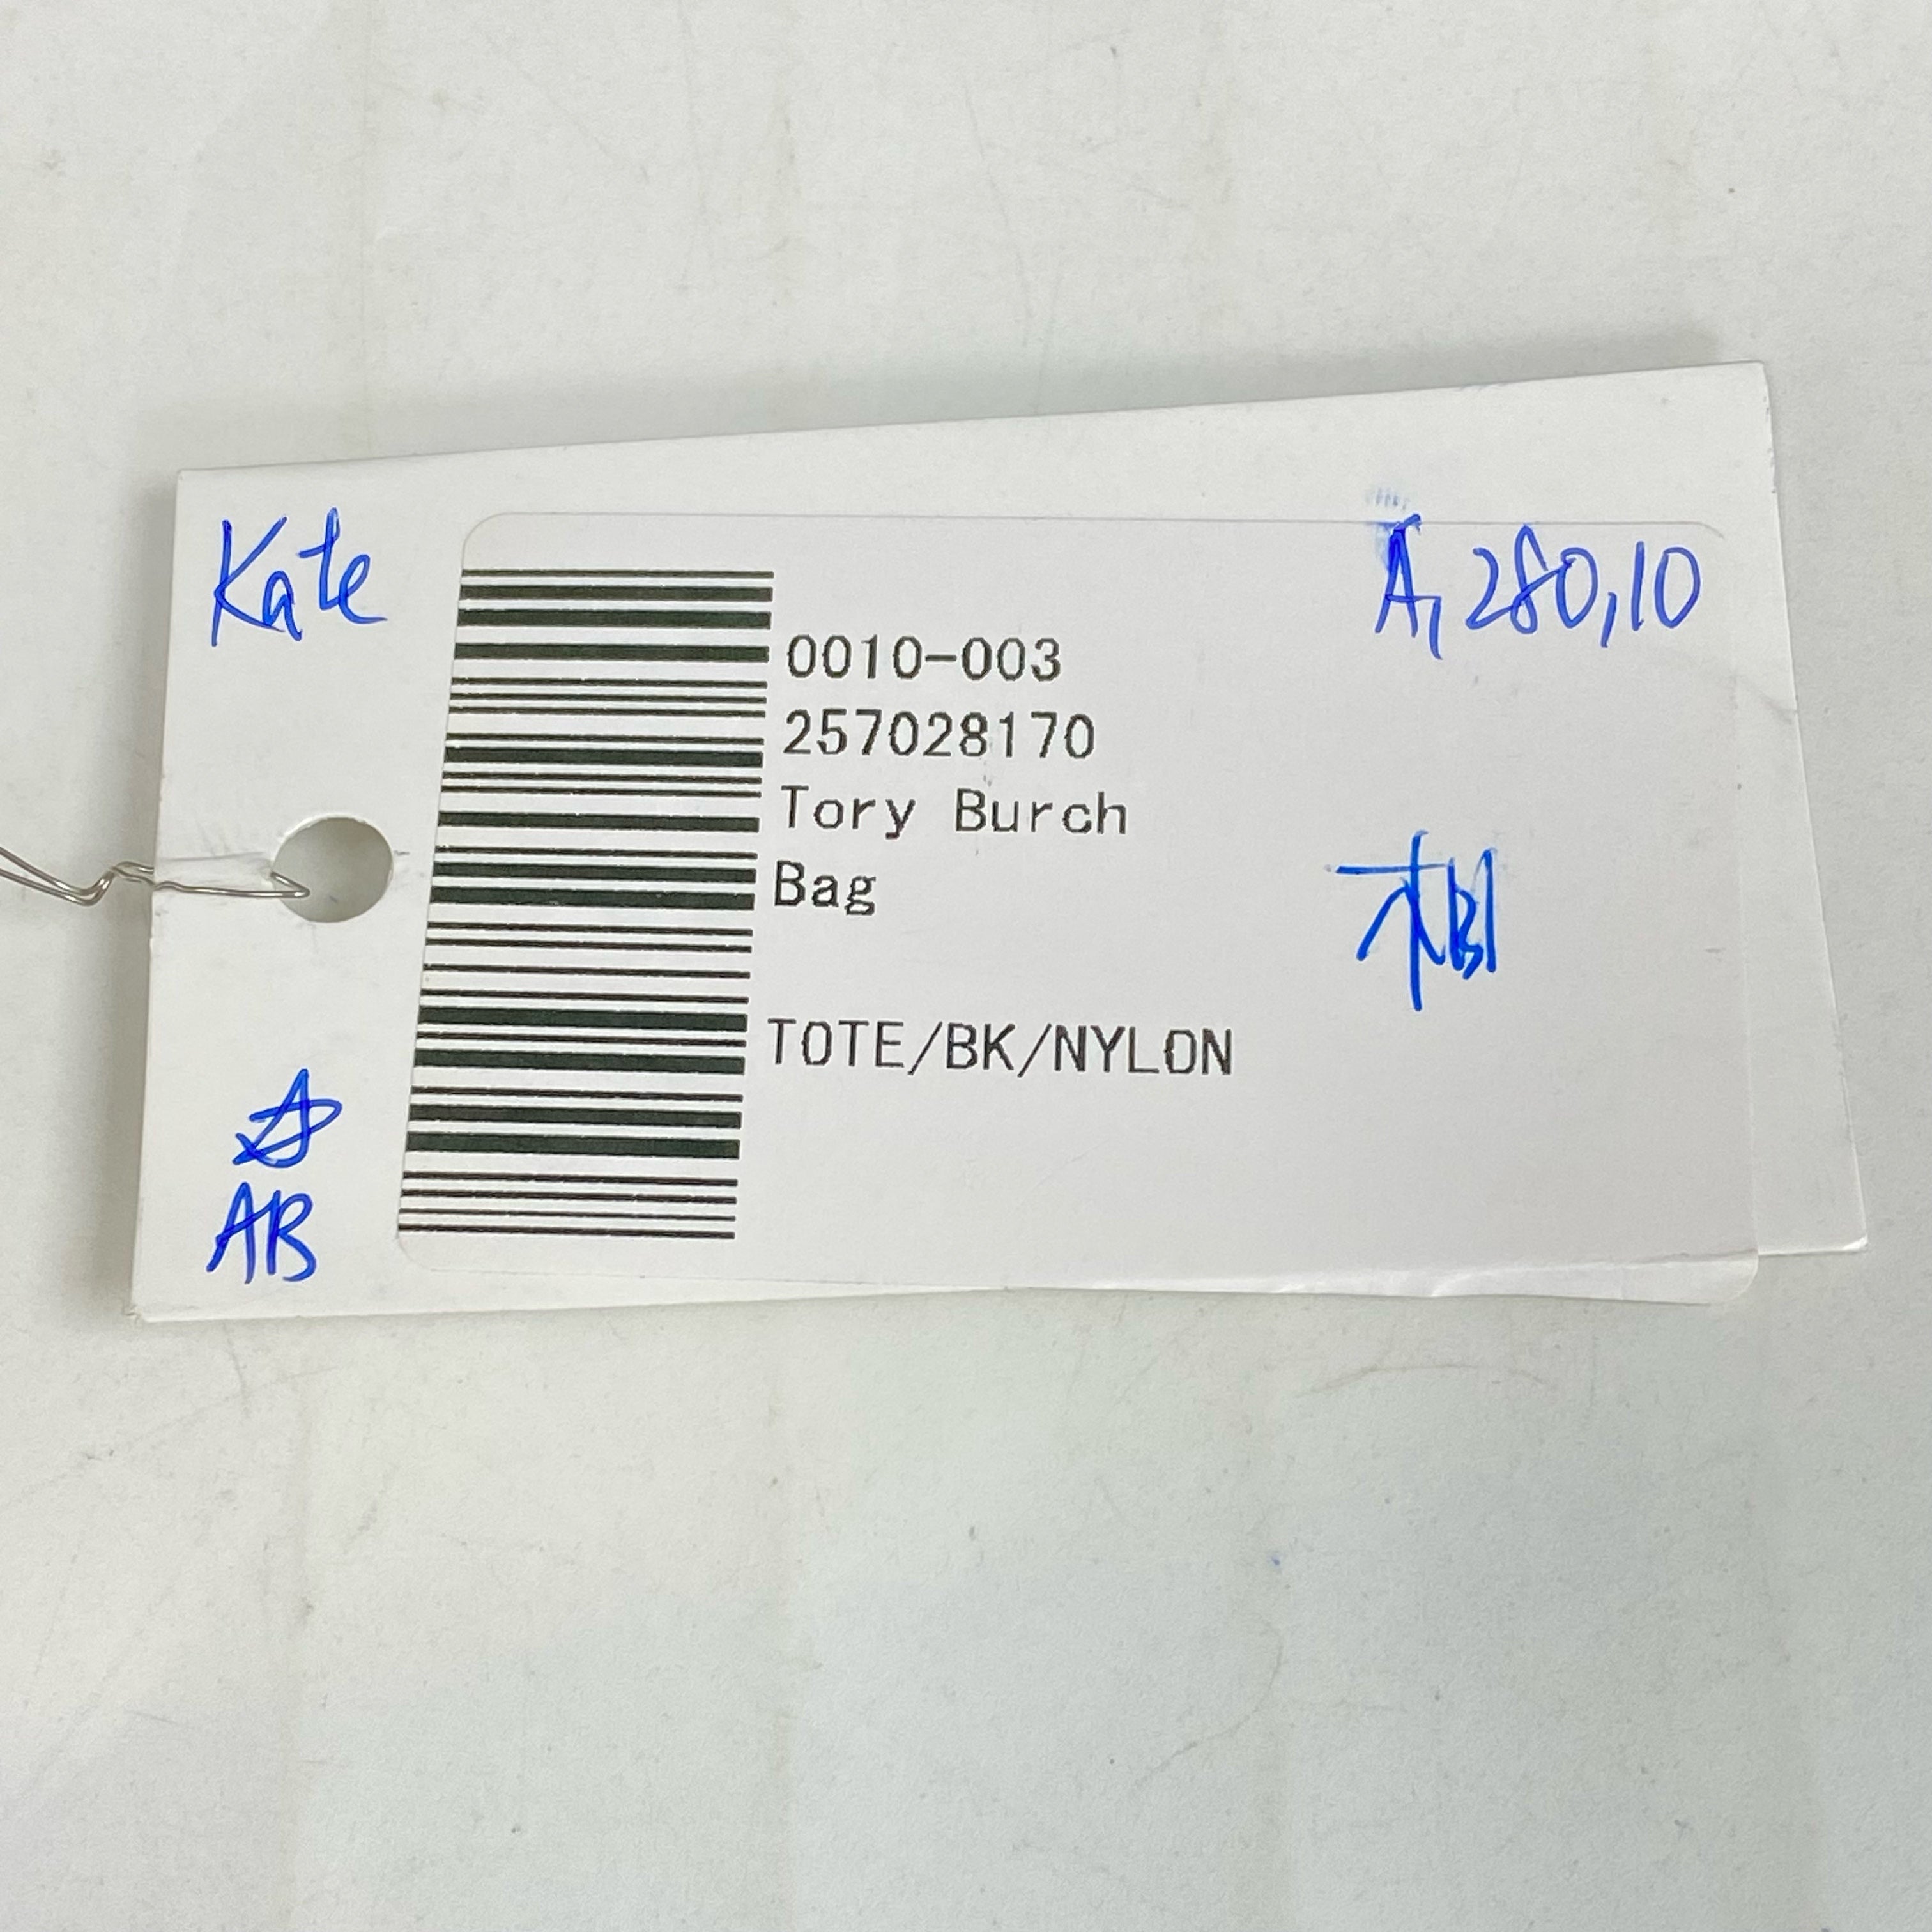 Kate
A, 280,10
0010-003
257028170
Tory Burch
Bag
TOTE/BK/NYLON
AB